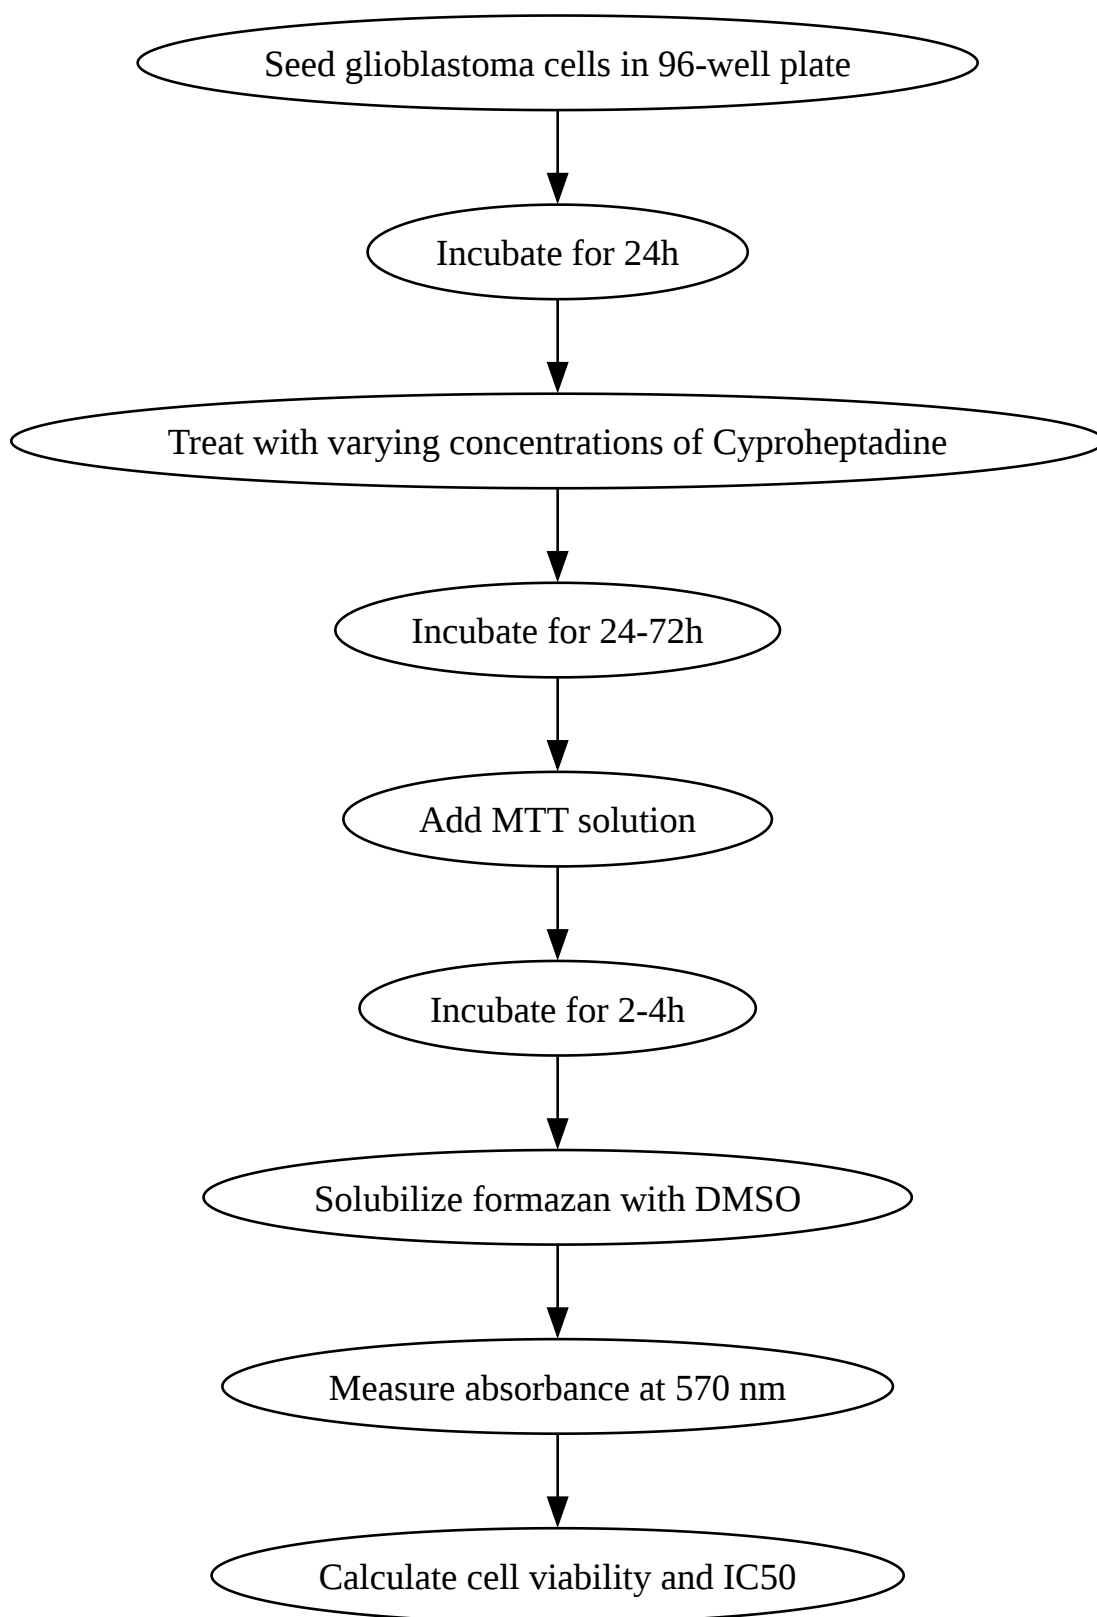 Seed glioblastoma cells in 96-well plate
Incubate for 24h
Treat with varying concentrations of Cyproheptadine
Incubate for 24-72h
Add MTT solution
Incubate for 2-4h
Solubilize formazan with DMSO
Measure absorbance at 570 nm
Calculate cell viability and IC50